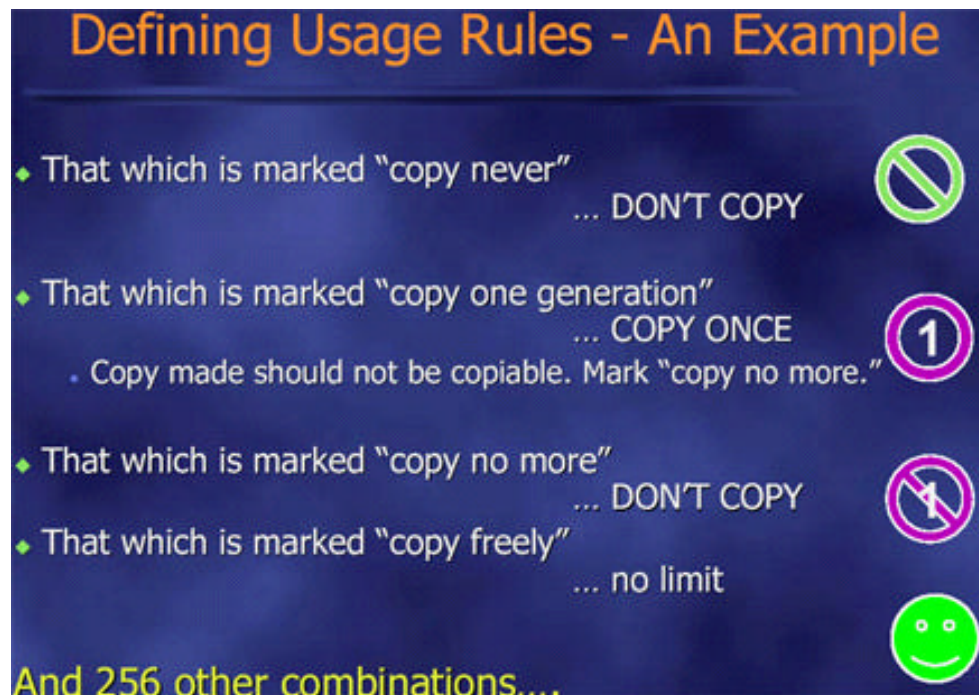 Defining Usage Rules - An Example
That which is marked “copy never”
... DON'T COPY
That which is marked “copy one generation”
... COPY ONCE
1
Copy made should not be copiable. Mark “copy no more.”
That which is marked “copy no more”
... DON'T COPY
1
That which is marked “copy freely”
... no limit
And 256 other combinations....